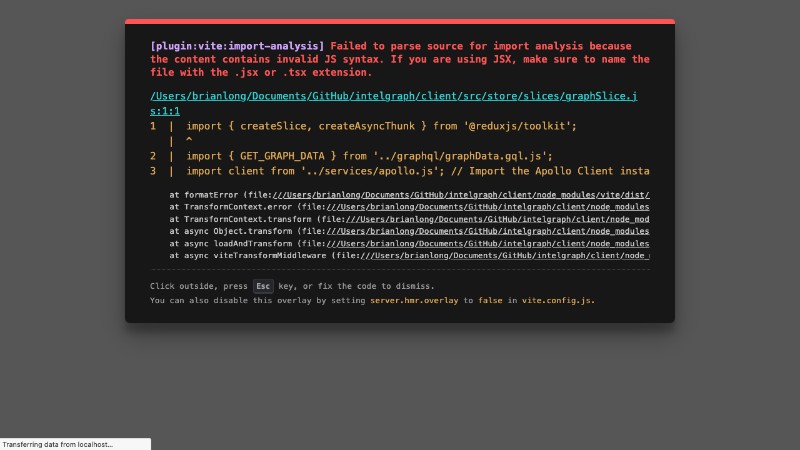 [plugin:vite:import-analysis] Failed to parse source for import analysis because
the content contains invalid JS syntax. If you are using JSX, make sure to name the
file with the .jsx or .tsx extension.
/Users/brianlong/Documents/GitHub/intelgraph/client/src/store/slices/graphSlice.j
s:1:1
1 | import { createSlice, createAsyncThunk } from '@reduxjs/toolkit';
| ^
2 | import { GET_GRAPH_DATA } from '../graphql/graphData.gql.js';
3 | import client from '../services/apollo.js'; // Import the Apollo Client insta
at formatError (file:///Users/brianlong/Documents/GitHub/intelgraph/client/node_modules/vite/dist/
at TransformContext.error (file:///Users/brianlong/Documents/GitHub/intelgraph/client/node_modules
at TransformContext.transform (file:///Users/brianlong/Documents/GitHub/intelgraph/client/node_mod
at async Object.transform (file:///Users/brianlong/Documents/GitHub/intelgraph/client/node_modules
at async loadAndTransform (file:///Users/brianlong/Documents/GitHub/intelgraph/client/node_modules
at async viteTransformMiddleware (file:///Users/brianlong/Documents/GitHub/intelgraph/client/node_
Click outside, press Esc key, or fix the code to dismiss.
You can also disable this overlay by setting server.hmr.overlay to false in vite.config.js.
Transferring data from localhost...